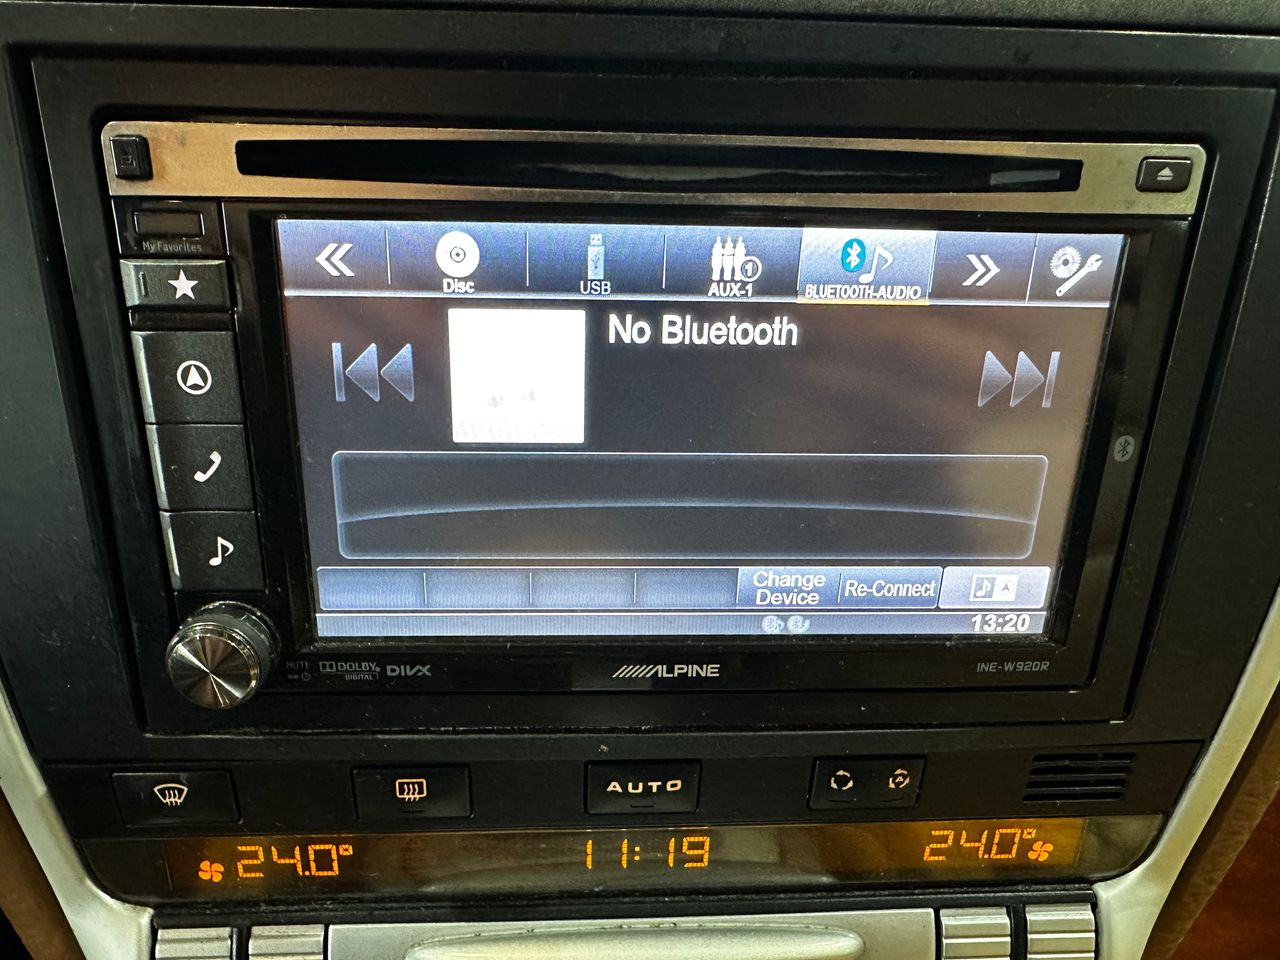 My Favorites
Disc
USB
AUX-1
1
BLUETOOTH-AUDIO
No Bluetooth
Change
Device
Re-Connect
13:20
MUTE
DOLBY
DIGITAL
DIVX
ALPINE
INE-W920R
AUTO
A
24.0°
11:19
24.0°